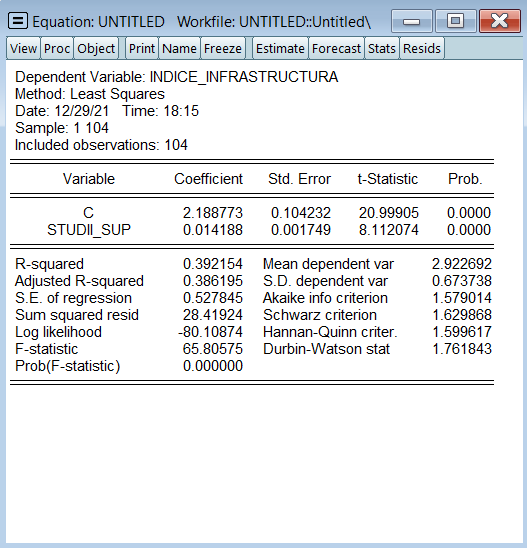 Equation: UNTITLED Workfile: UNTITLED::Untitled\
View Proc Object Print Name Freeze Estimate Forecast Stats Resids
Dependent Variable: INDICE_INFRASTRUCTURA
Method: Least Squares
Date: 12/29/21 Time: 18:15
Sample: 1 104
Included observations: 104
Variable Coefficient Std. Error t-Statistic Prob.
C 2.188773 0.104232 20.99905 0.0000
STUDII_SUP 0.014188 0.001749 8.112074 0.0000
R-squared 0.392154 Mean dependent var 2.922692
Adjusted R-squared 0.386195 S.D. dependent var 0.673738
S.E. of regression 0.527845 Akaike info criterion 1.579014
Sum squared resid 28.41924 Schwarz criterion 1.629868
Log likelihood -80.10874 Hannan-Quinn criter. 1.599617
F-statistic 65.80575 Durbin-Watson stat 1.761843
Prob(F-statistic) 0.000000